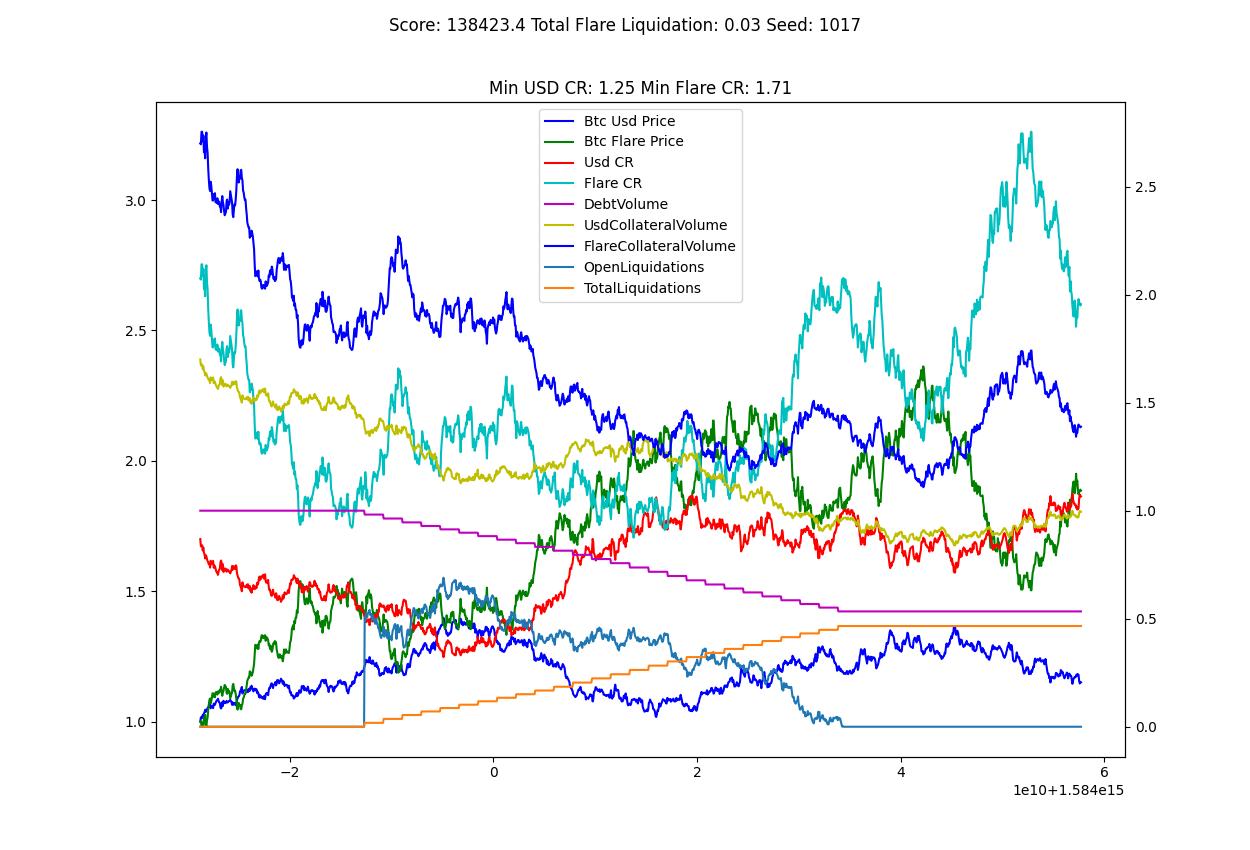 Score: 138423.4 Total Flare Liquidation: 0.03 Seed: 1017
Min USD CR: 1.25 Min Flare CR: 1.71
Btc Usd Price
Btc Flare Price
Usd CR
Flare CR
DebtVolume
UsdCollateralVolume
FlareCollateralVolume
OpenLiquidations
TotalLiquidations
3.0
2.5
2.0
1.5
1.0
2.5
2.0
1.5
1.0
0.5
0.0
−2 0 2 4 6
1e10+1.584e15